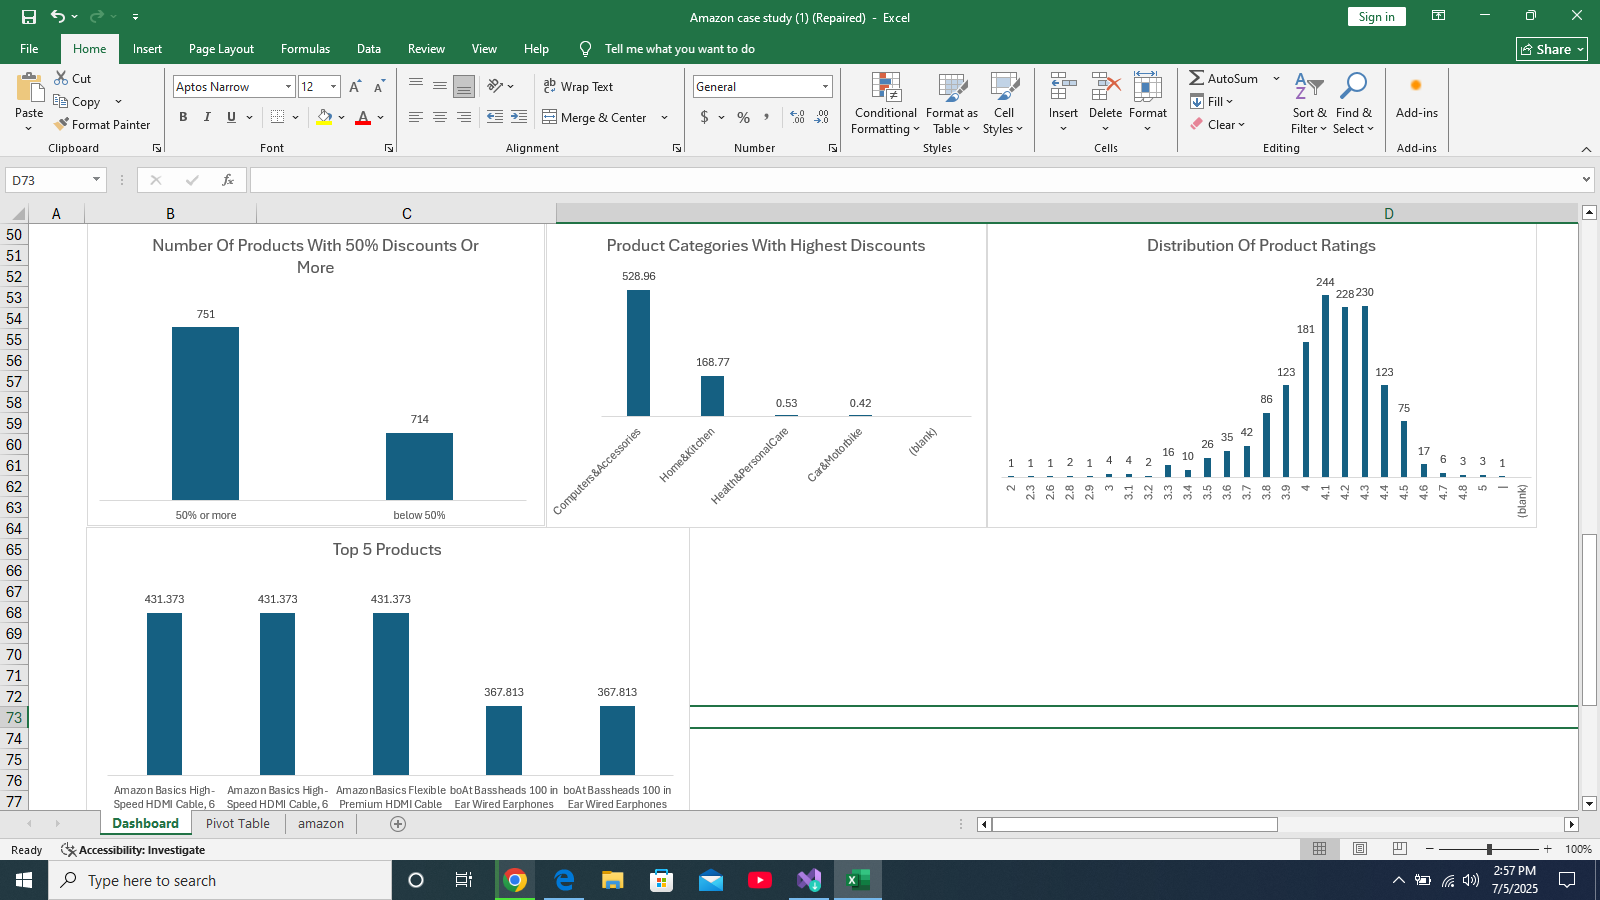 Amazon case study (1) (Repaired) - Excel
Sign in
File Home Insert Page Layout Formulas Data Review View Help Tell me what you want to do
Share
Paste
Cut
Copy
Format Painter
Clipboard
Aptos Narrow 12
B I U
Font
Wrap Text
Merge & Center
Alignment
General
$ % ,
Number
Conditional Formatting
Format as Table
Cell Styles
Styles
Insert Delete Format
Cells
AutoSum
Fill
Clear
Sort & Filter
Find & Select
Editing
Add-ins
Add-ins
D73
fx
A B C D
50
51
52
53
54
55
56
57
58
59
60
61
62
63
64
65
66
67
68
69
70
71
72
73
74
75
76
77
Number Of Products With 50% Discounts Or
More
751
714
50% or more below 50%
Product Categories With Highest Discounts
528.96
168.77
0.53
0.42
Computers&Accessories
Home&Kitchen
Health&PersonalCare
Car&Motorbike
(blank)
Distribution Of Product Ratings
1 1 1 2 1 4 4 2 16 10 26 35 42 86 123 181 244 228 230 123 75 17 6 3 3 1
2 2.3 2.6 2.8 2.9 3 3.1 3.2 3.3 3.4 3.5 3.6 3.7 3.8 3.9 4 4.1 4.2 4.3 4.4 4.5 4.6 4.7 4.8 5 | (blank)
Top 5 Products
431.373 431.373 431.373 367.813 367.813
Amazon Basics High-
Speed HDMI Cable, 6
Amazon Basics High-
Speed HDMI Cable, 6
AmazonBasics Flexible
Premium HDMI Cable
boAt Bassheads 100 in
Ear Wired Earphones
boAt Bassheads 100 in
Ear Wired Earphones
Dashboard Pivot Table amazon
Ready
Accessibility: Investigate
100%
Type here to search
2:57 PM
7/5/2025